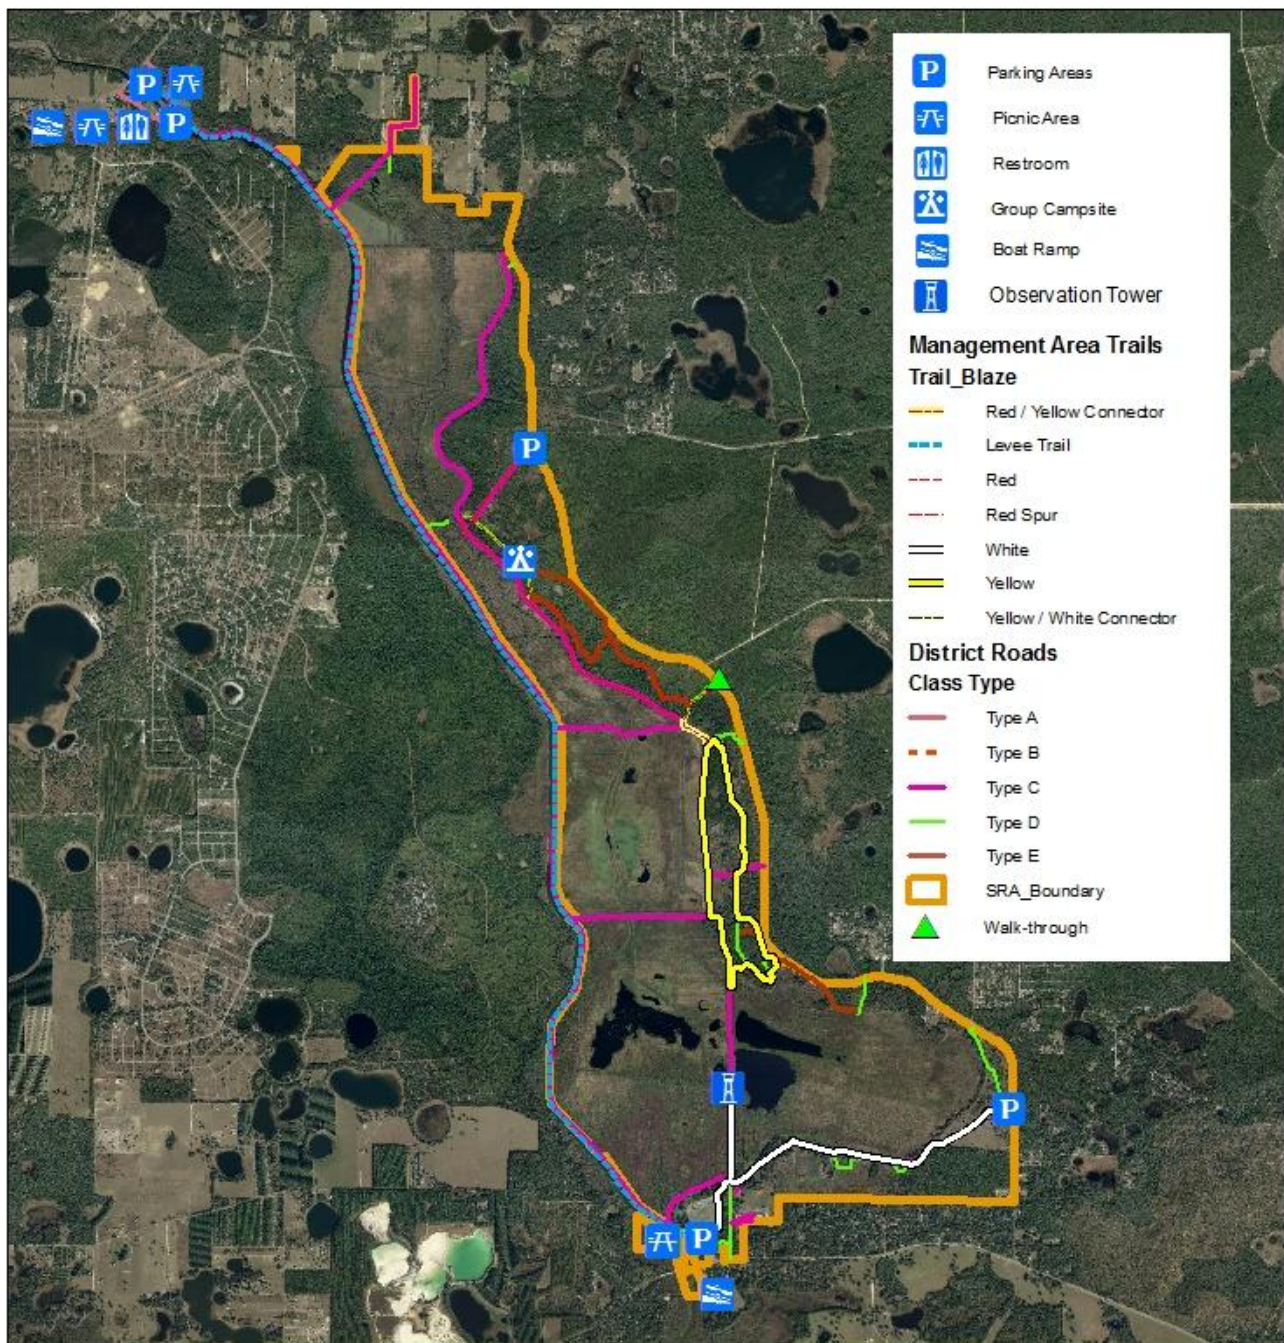 P
P
P
P
P
P
Parking Areas
Picnic Area
Restroom
Group Campsite
Boat Ramp
Observation Tower
Management Area Trails
Trail_Blaze
Red / Yellow Connector
Levee Trail
Red
Red Spur
White
Yellow
Yellow / White Connector
District Roads
Class Type
Type A
Type B
Type C
Type D
Type E
SRA_Boundary
Walk-through